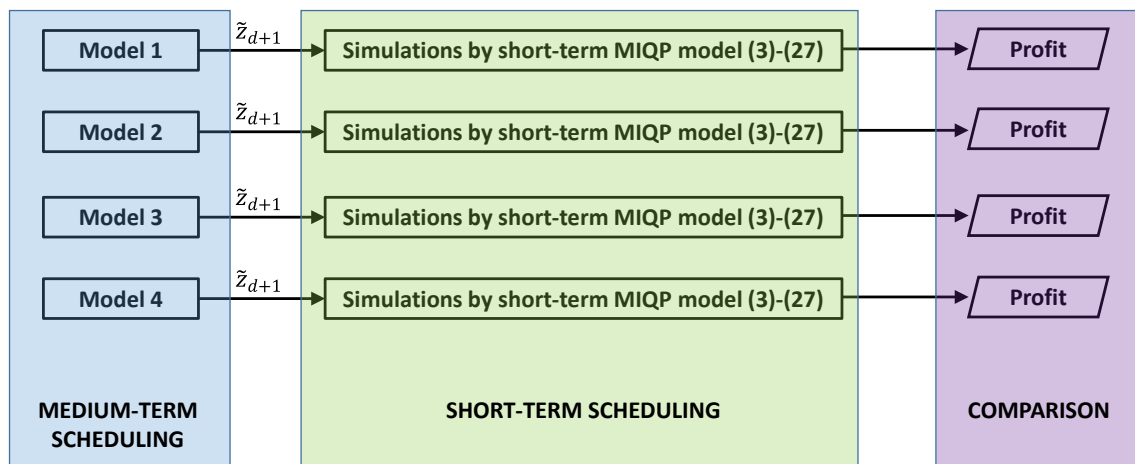 Model 1 z̃_{d+1} Simulations by short-term MIQP model (3)-(27) Profit
Model 2 z̃_{d+1} Simulations by short-term MIQP model (3)-(27) Profit
Model 3 z̃_{d+1} Simulations by short-term MIQP model (3)-(27) Profit
Model 4 z̃_{d+1} Simulations by short-term MIQP model (3)-(27) Profit
MEDIUM-TERM
SCHEDULING
SHORT-TERM SCHEDULING
COMPARISON